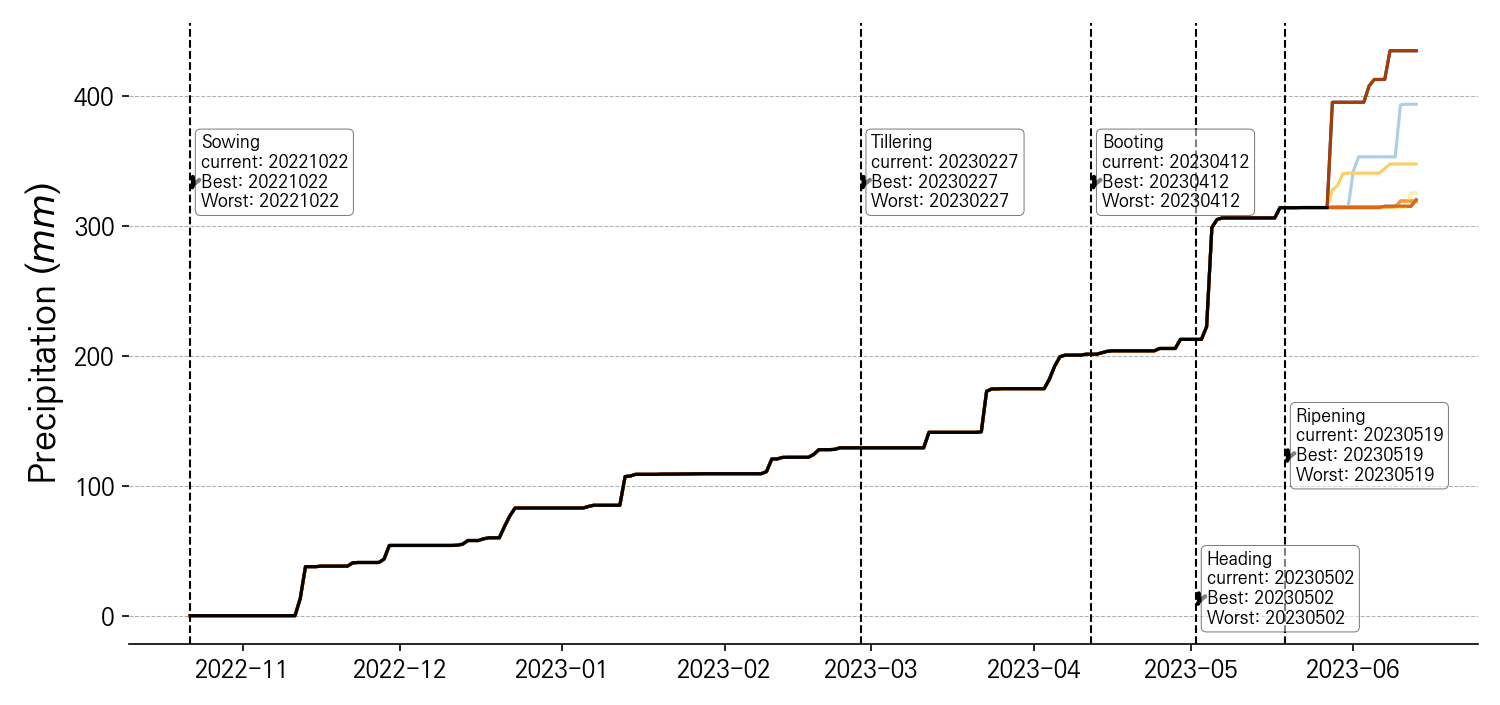 Precipitation (mm)
400
300
200
100
0
Sowing
current: 20221022
Best: 20221022
Worst: 20221022
Tillering
current: 20230227
Best: 20230227
Worst: 20230227
Booting
current: 20230412
Best: 20230412
Worst: 20230412
Ripening
current: 20230519
Best: 20230519
Worst: 20230519
Heading
current: 20230502
Best: 20230502
Worst: 20230502
2022−11
2022−12
2023−01
2023−02
2023−03
2023−04
2023−05
2023−06